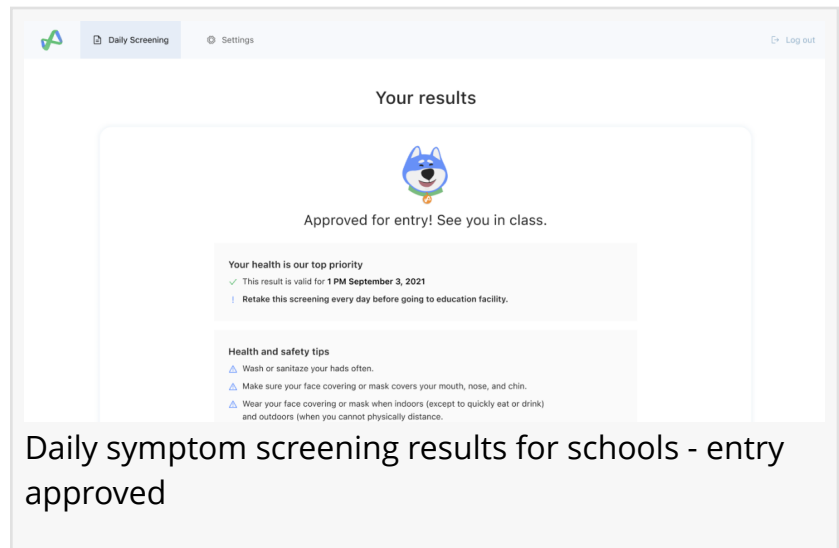 Daily Screening
Settings
Log out
Your results
Approved for entry! See you in class.
Your health is our top priority
This result is valid for 1 PM September 3, 2021
Retake this screening every day before going to education facility.
Health and safety tips
Wash or sanitaze your hads often.
Make sure your face covering or mask covers your mouth, nose, and chin.
Wear your face covering or mask when indoors (except to quickly eat or drink)
and outdoors (when you cannot physically distance.
Daily symptom screening results for schools - entry
approved